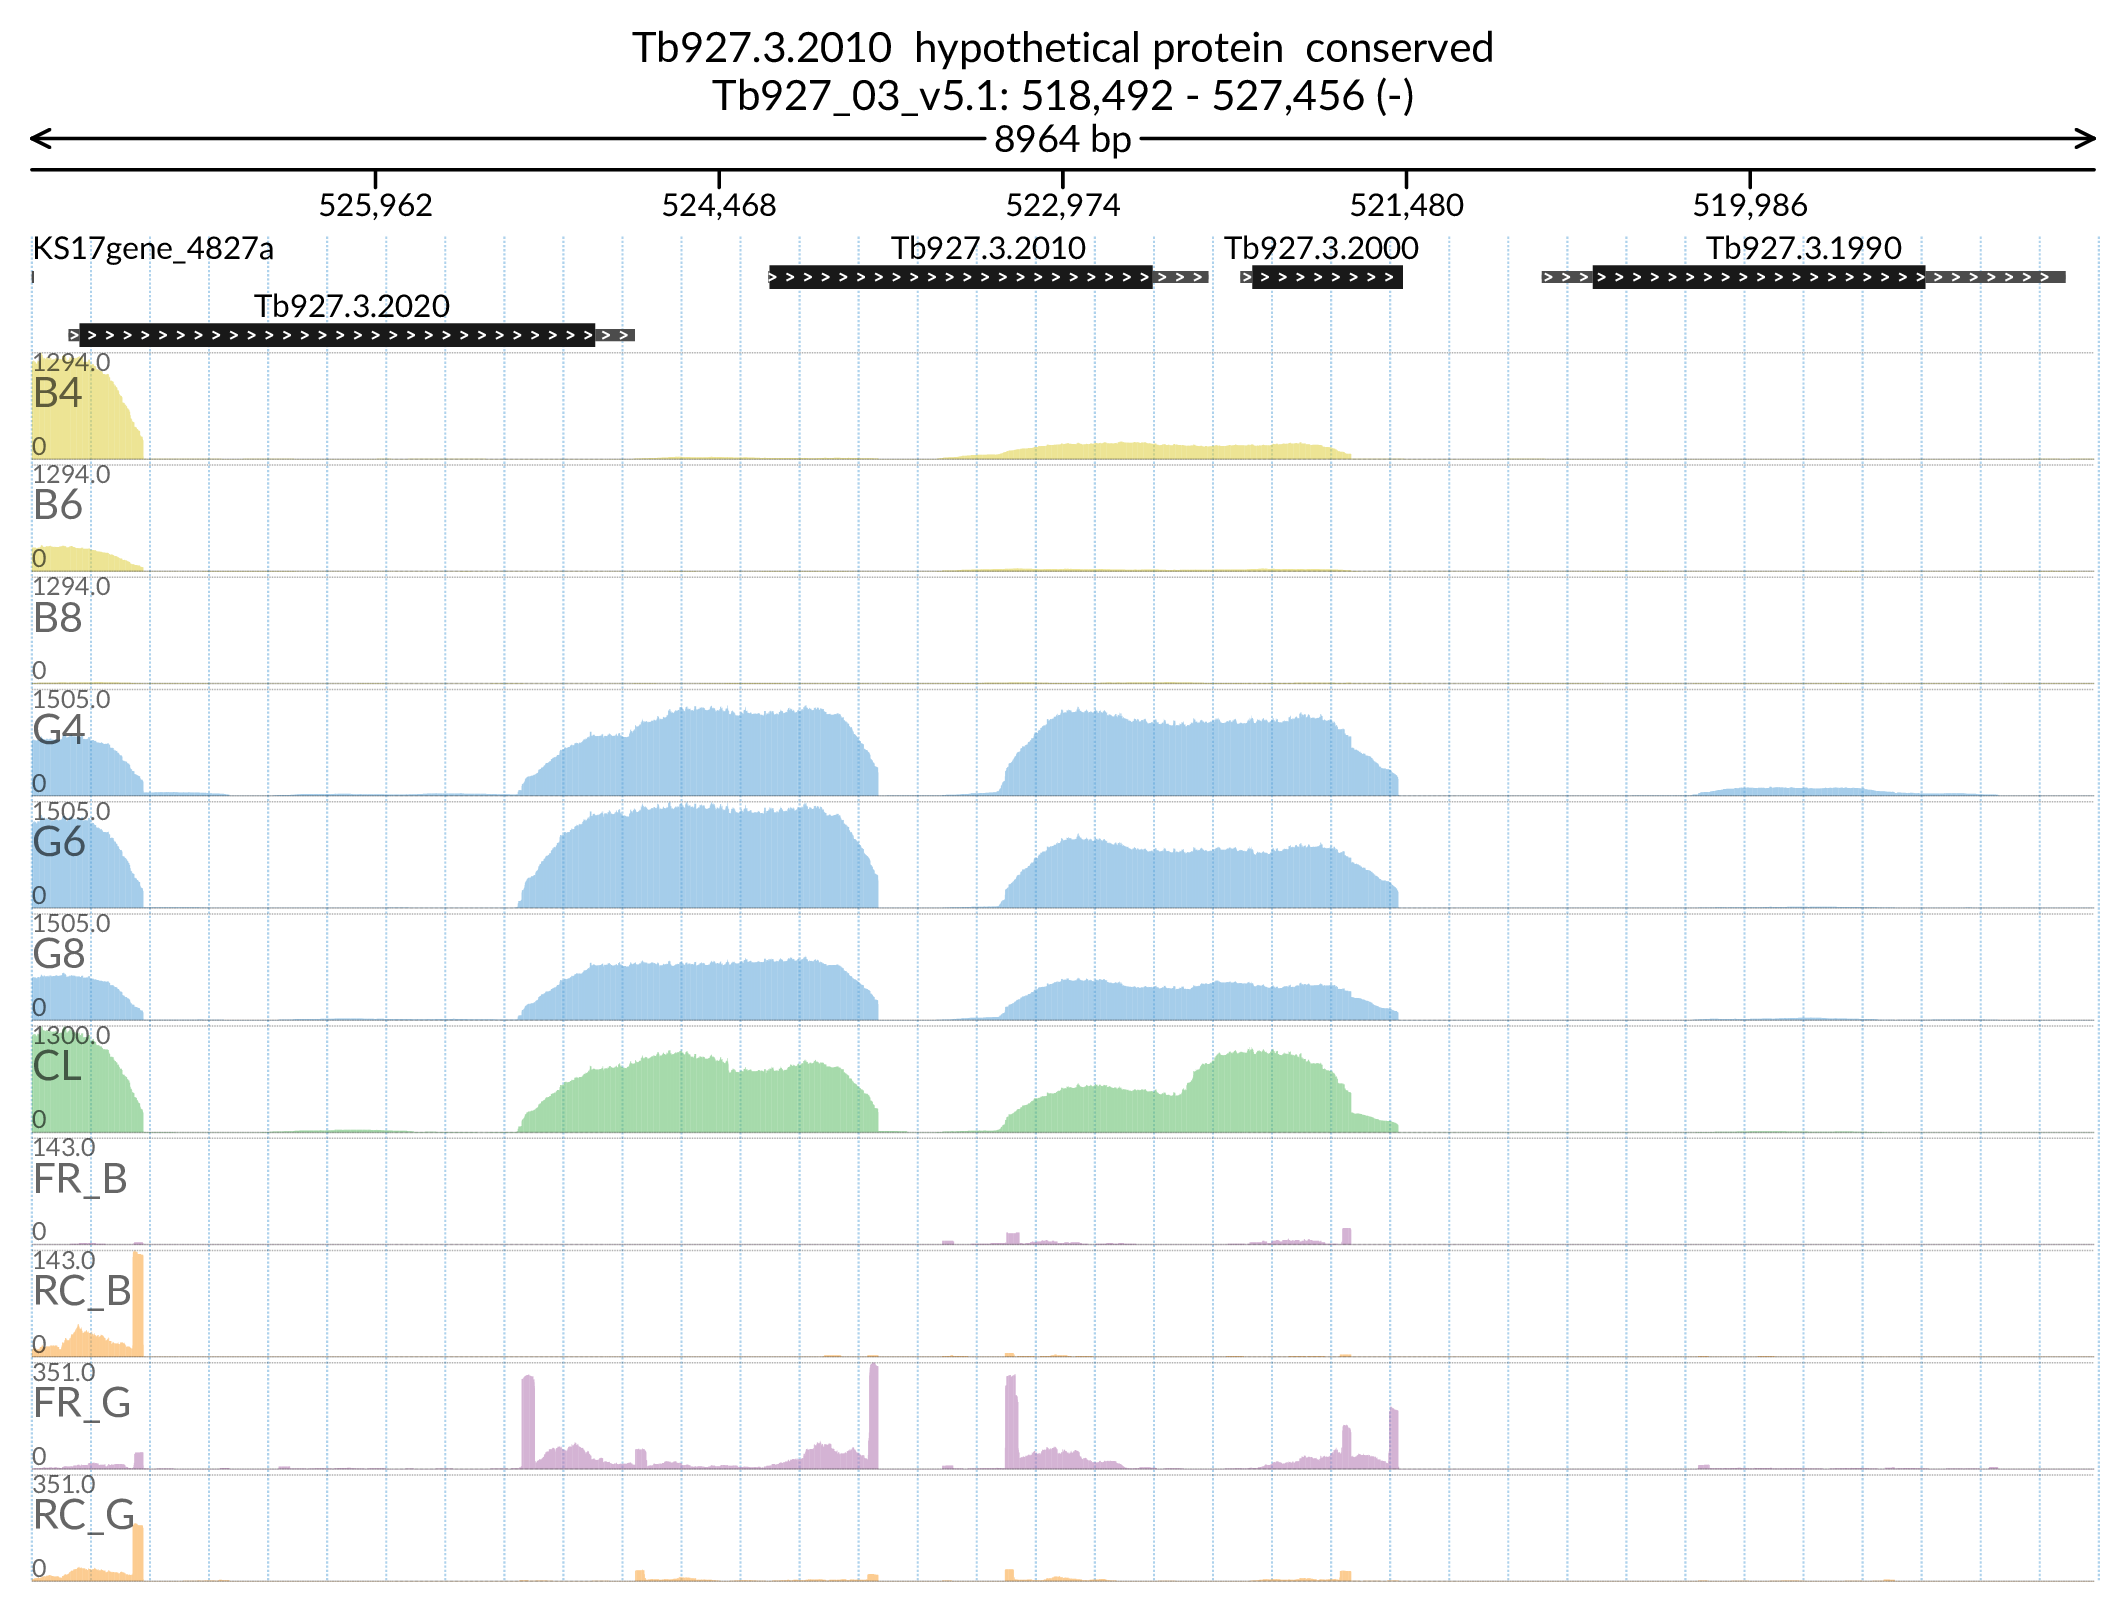 Tb927.3.2010 hypothetical protein conserved
Tb927_03_v5.1: 518,492 - 527,456 (-)
8964 bp
525,962 524,468 522,974 521,480 519,986
KS17gene_4827a Tb927.3.2010 Tb927.3.2000 Tb927.3.1990
Tb927.3.2020
1294.0
B4
0
1294.0
B6
0
1294.0
B8
0
1505.0
G4
0
1505.0
G6
0
1505.0
G8
0
1300.0
CL
0
143.0
FR_B
0
143.0
RC_B
0
351.0
FR_G
0
351.0
RC_G
0